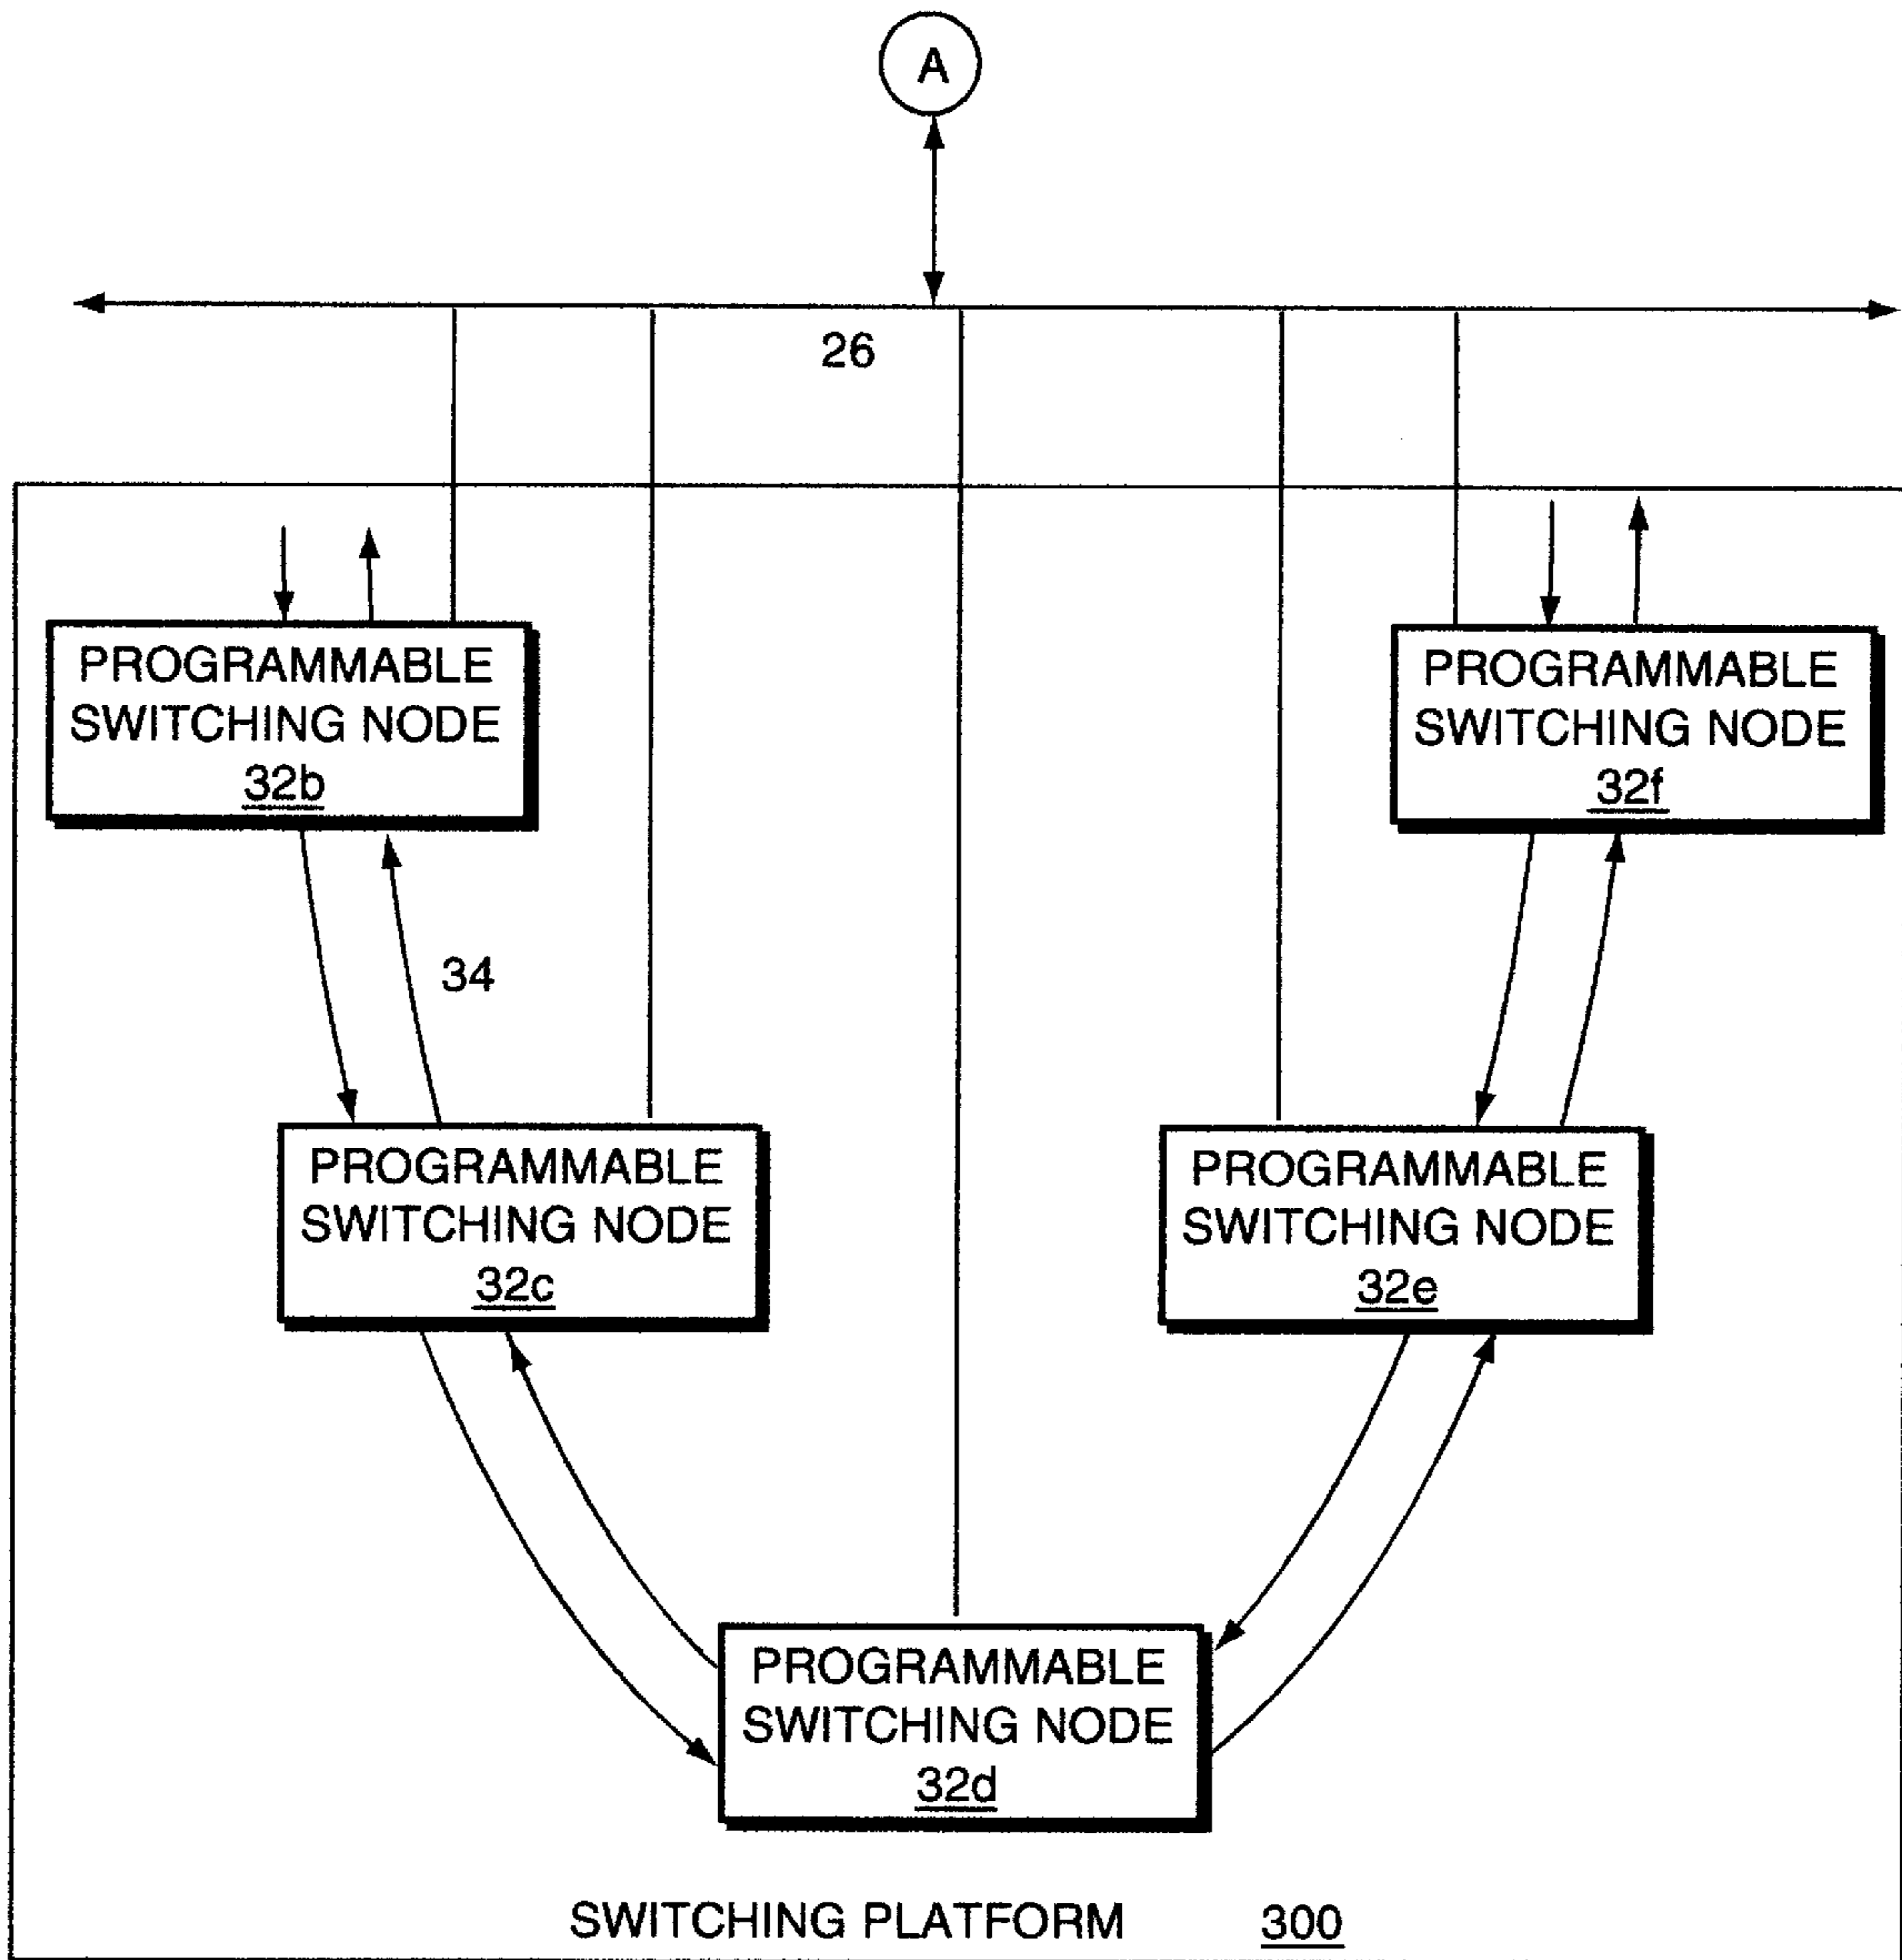 A
26
PROGRAMMABLE
SWITCHING NODE
32b
PROGRAMMABLE
SWITCHING NODE
32f
34
PROGRAMMABLE
SWITCHING NODE
32c
PROGRAMMABLE
SWITCHING NODE
32e
PROGRAMMABLE
SWITCHING NODE
32d
SWITCHING PLATFORM 300